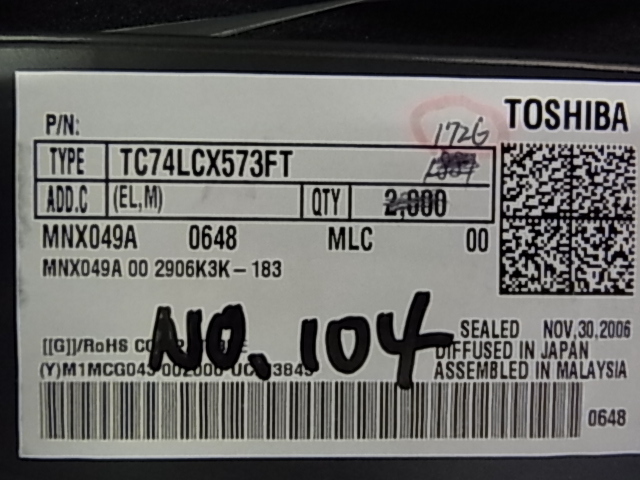 TOSHIBA
P/N:
1726
TYPE TC74LCX573FT
ADD.C (EL,M) QTY 2,000
MNX049A 0648 MLC 00
MNX049A 00 2906K3K-183
NO. 104
SEALED NOV,30,2006
[[G]]/RoHS DIFFUSED IN JAPAN
ASSEMBLED IN MALAYSIA
0648